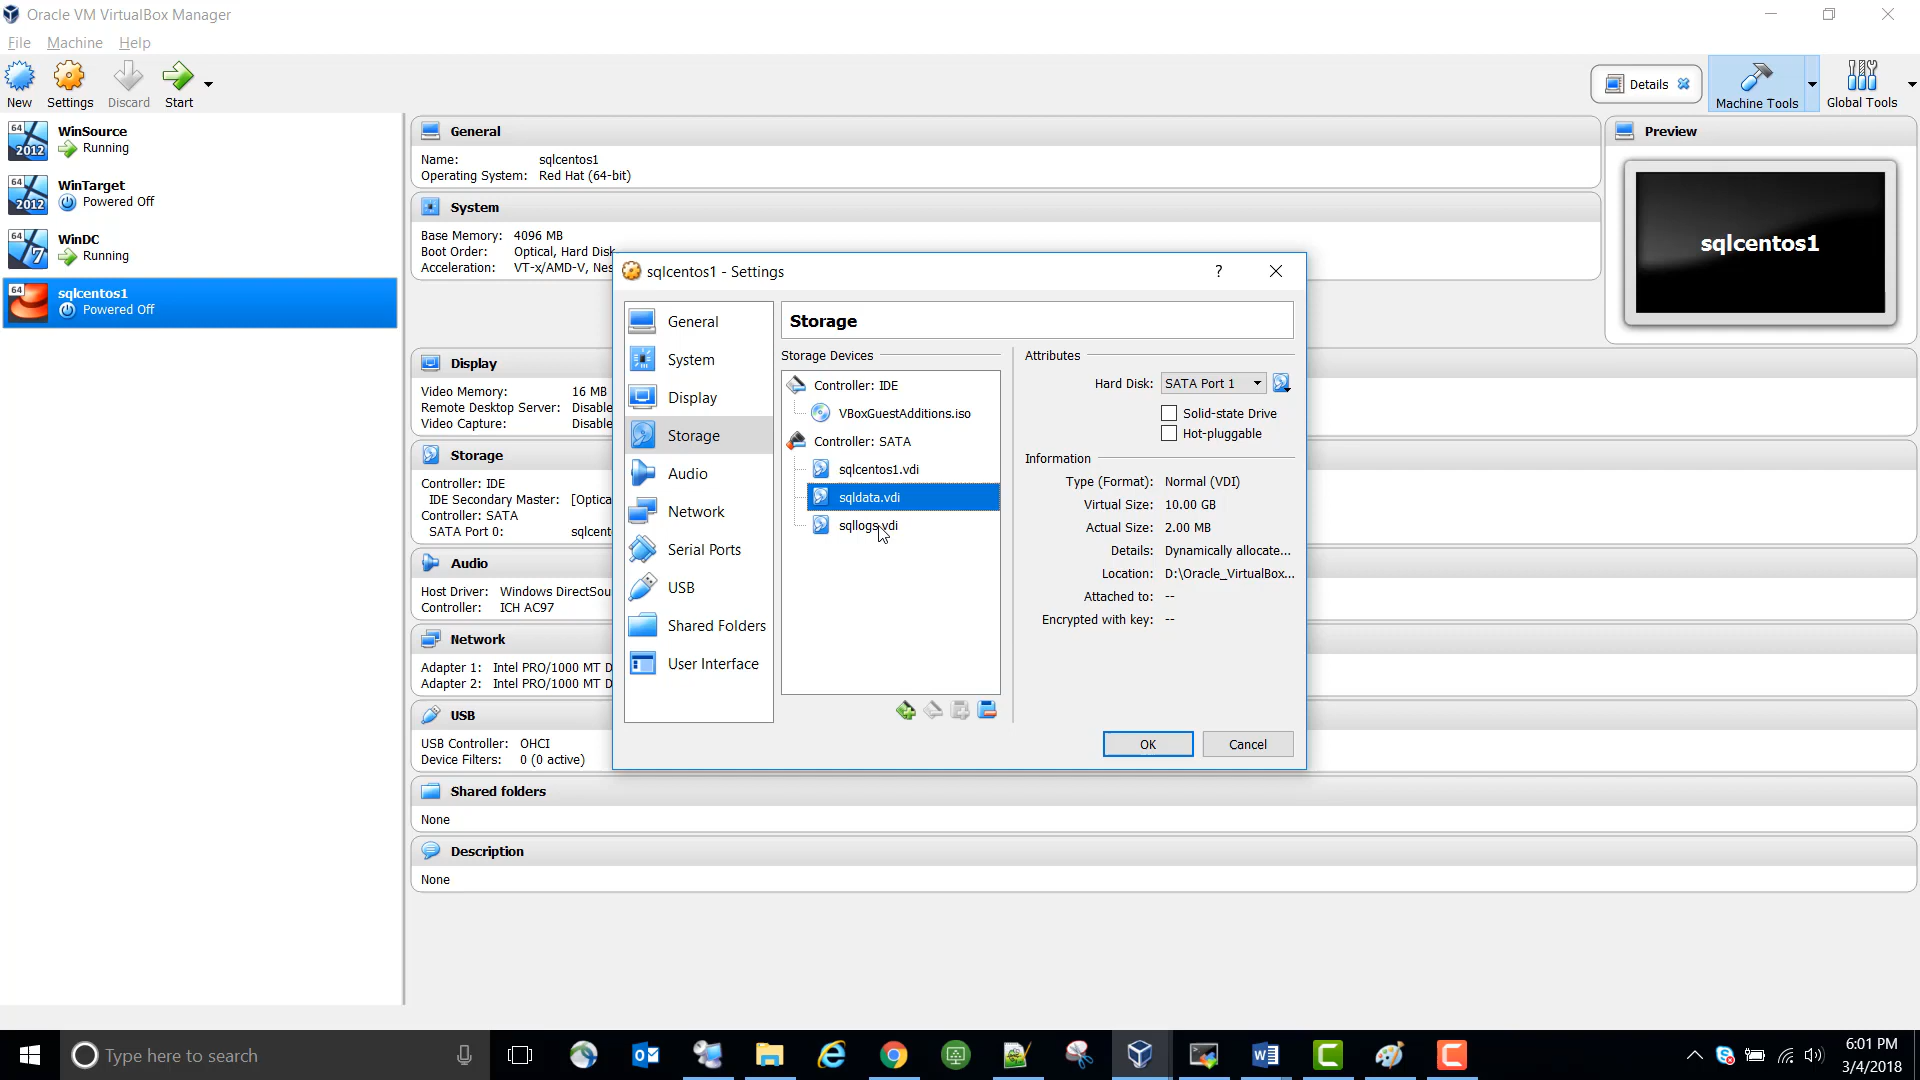 Oracle VM VirtualBox Manager
File Machine Help
New Settings Discard Start
Details
Machine Tools
Global Tools
64
2012
WinSource
Running
64
2012
WinTarget
Powered Off
64
7
WinDC
Running
64
sqlcentos1
Powered Off
General
Name: sqlcentos1
Operating System: Red Hat (64-bit)
System
Base Memory: 4096 MB
Boot Order: Optical, Hard Disk
Acceleration: VT-x/AMD-V, Nes
Display
Video Memory: 16 MB
Remote Desktop Server: Disable
Video Capture: Disable
Storage
Controller: IDE
IDE Secondary Master: [Optica
Controller: SATA
SATA Port 0: sqlcent
Audio
Host Driver: Windows DirectSou
Controller: ICH AC97
Network
Adapter 1: Intel PRO/1000 MT D
Adapter 2: Intel PRO/1000 MT D
USB
USB Controller: OHCI
Device Filters: 0 (0 active)
Shared folders
None
Description
None
Preview
sqlcentos1
sqlcentos1 - Settings
?
General
System
Display
Storage
Audio
Network
Serial Ports
USB
Shared Folders
User Interface
Storage
Storage Devices
Controller: IDE
VBoxGuestAdditions.iso
Controller: SATA
sqlcentos1.vdi
sqldata.vdi
sqllogs.vdi
Attributes
Hard Disk: SATA Port 1
Solid-state Drive
Hot-pluggable
Information
Type (Format): Normal (VDI)
Virtual Size: 10.00 GB
Actual Size: 2.00 MB
Details: Dynamically allocate...
Location: D:\Oracle_VirtualBox...
Attached to: --
Encrypted with key: --
OK
Cancel
Type here to search
6:01 PM
3/4/2018